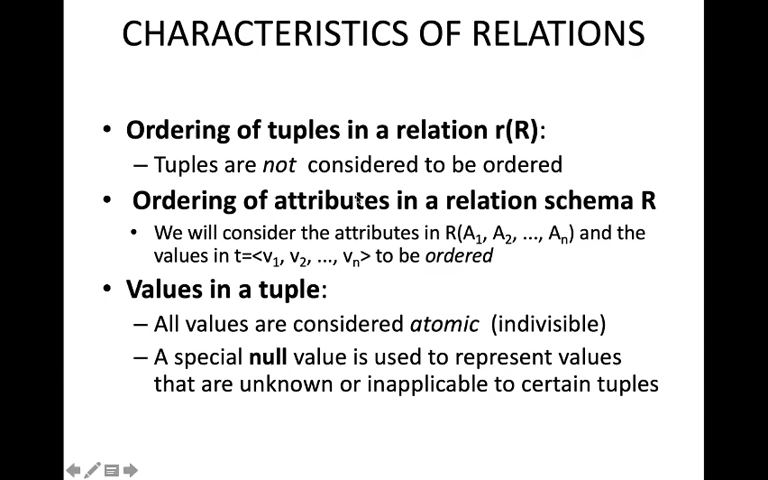 CHARACTERISTICS OF RELATIONS
• Ordering of tuples in a relation r(R):
– Tuples are not considered to be ordered
• Ordering of attributes in a relation schema R
• We will consider the attributes in R(A₁, A₂, ..., Aₙ) and the
values in t=<v₁, v₂, ..., vₙ> to be ordered
• Values in a tuple:
– All values are considered atomic (indivisible)
– A special null value is used to represent values
that are unknown or inapplicable to certain tuples